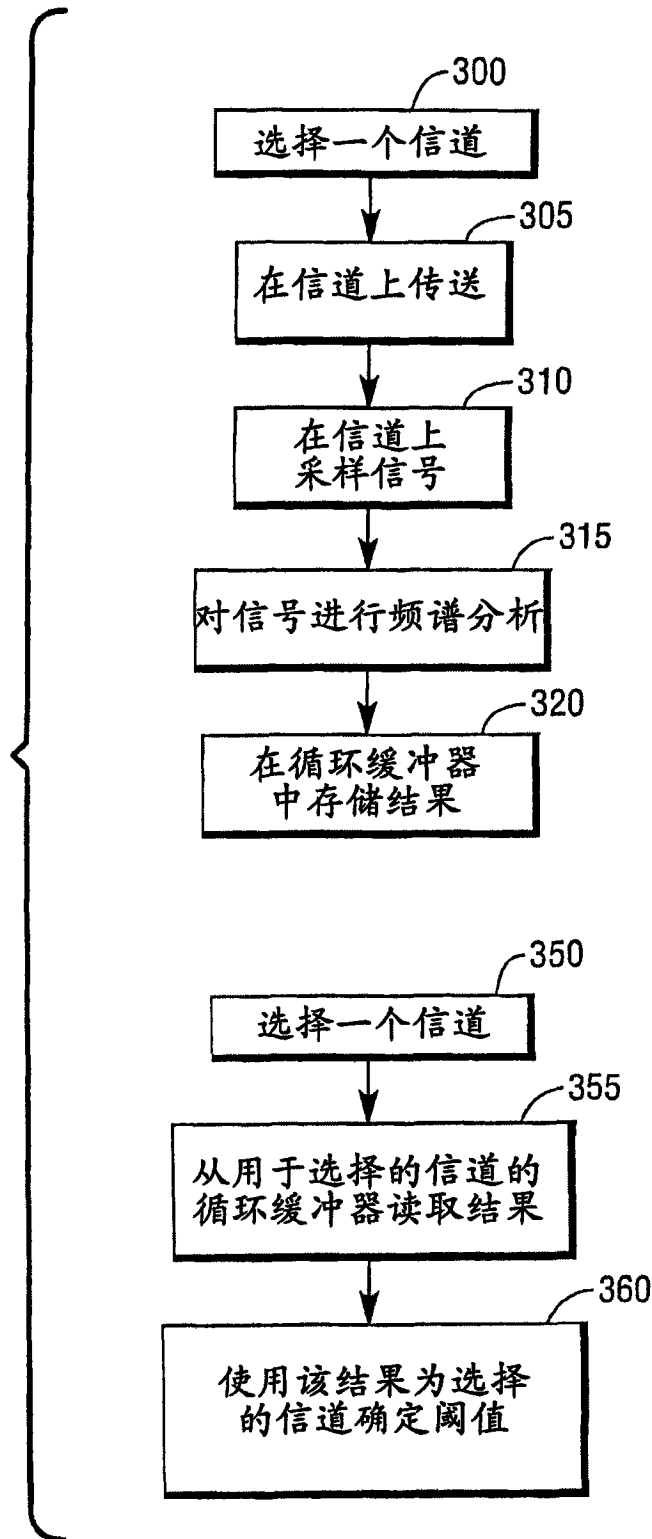 300
选择一个信道
305
在信道上传送
310
在信道上
采样信号
315
对信号进行频谱分析
320
在循环缓冲器
中存储结果
350
选择一个信道
355
从用于选择的信道的
循环缓冲器读取结果
360
使用该结果为选择
的信道确定阈值